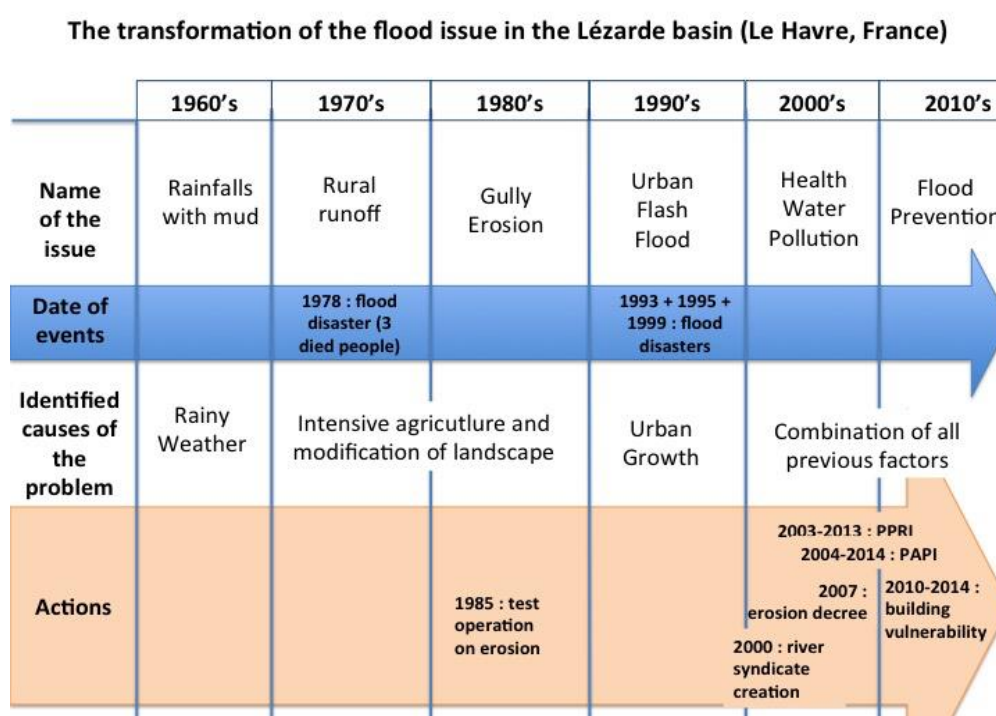 The transformation of the flood issue in the Lézarde basin (Le Havre, France)
1960's 1970's 1980's 1990's 2000's 2010's
Name
of the
issue
Rainfalls
with mud
Rural
runoff
Gully
Erosion
Urban
Flash
Flood
Health
Water
Pollution
Flood
Prevention
Date of
events
1978 : flood
disaster (3
died people)
1993 + 1995 +
1999 : flood
disasters
Identified
causes of
the
problem
Rainy
Weather
Intensive agricutlure and
modification of landscape
Urban
Growth
Combination of all
previous factors
Actions
1985 : test
operation
on erosion
2003-2013 : PPRI
2004-2014 : PAPI
2007 :
erosion decree
2000 : river
syndicate
creation
2010-2014 :
building
vulnerability